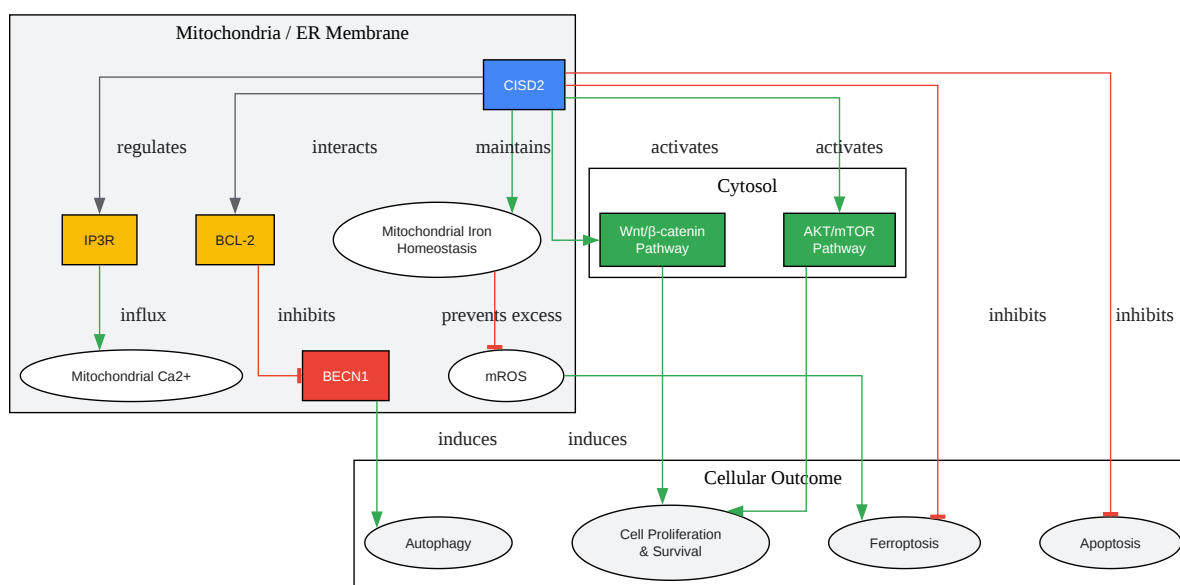 Mitochondria / ER Membrane
CISD2
regulates
interacts
maintains
activates
activates
Cytosol
IP3R
BCL-2
Mitochondrial Iron
Homeostasis
Wnt/β-catenin
Pathway
AKT/mTOR
Pathway
influx
inhibits
prevents excess
inhibits
inhibits
Mitochondrial Ca2+
BECN1
mROS
induces
induces
Cellular Outcome
Autophagy
Cell Proliferation
& Survival
Ferroptosis
Apoptosis